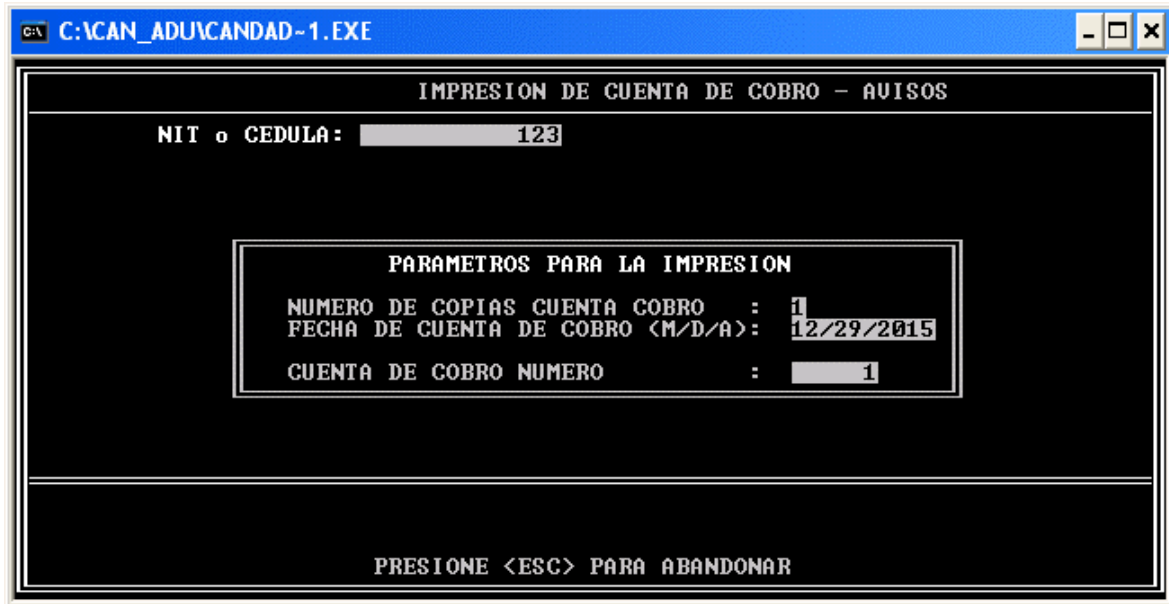 C:\CAN_ADU\CANDAD~1.EXE
IMPRESION DE CUENTA DE COBRO - AVISOS
NIT o CEDULA: 123
PARAMETROS PARA LA IMPRESION
NUMERO DE COPIAS CUENTA COBRO : 1
FECHA DE CUENTA DE COBRO (M/D/A): 12/29/2015
CUENTA DE COBRO NUMERO : 1
PRESIONE <ESC> PARA ABANDONAR